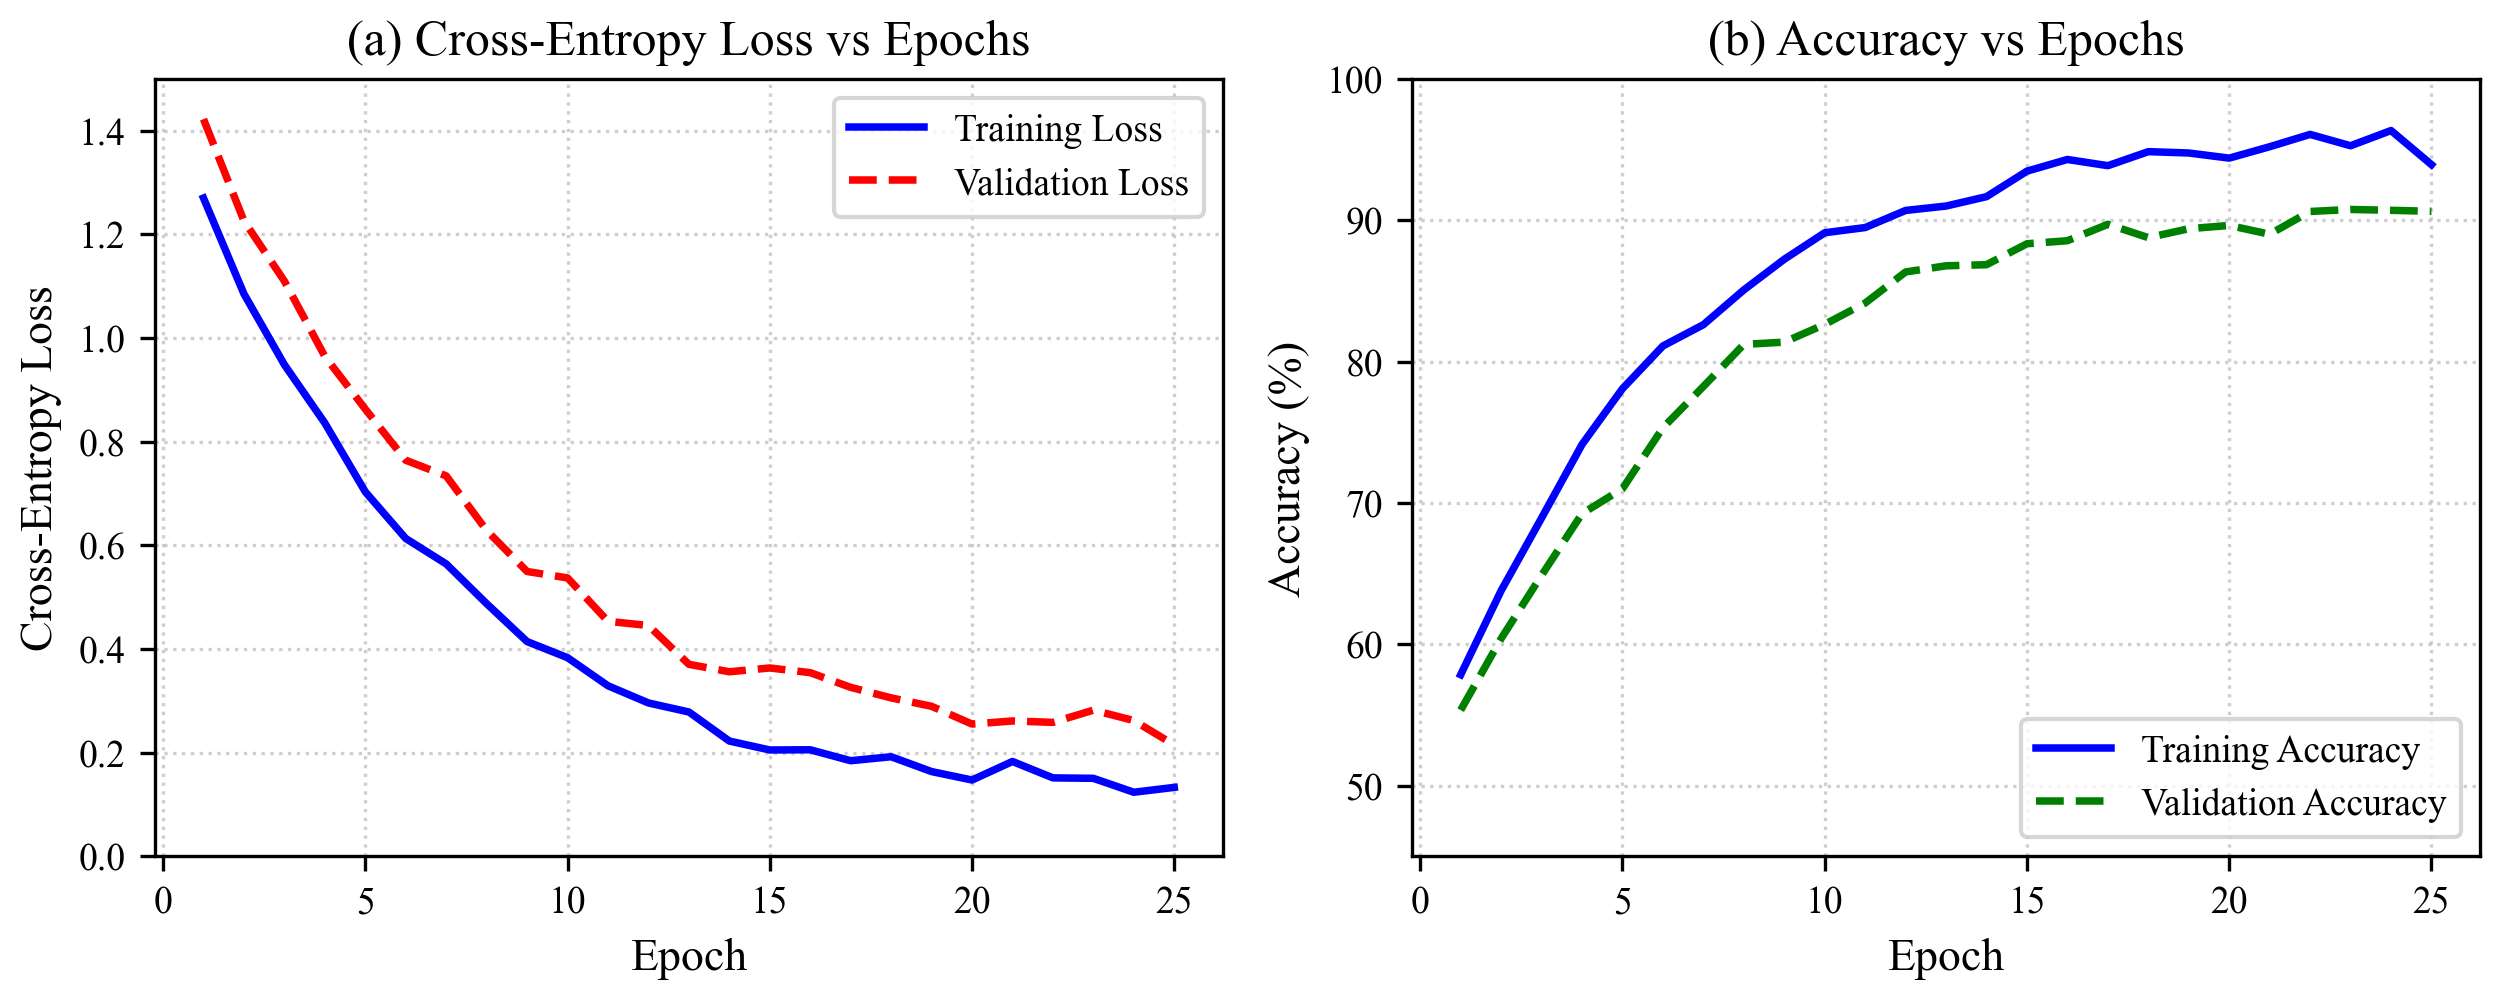 (a) Cross-Entropy Loss vs Epochs
Cross-Entropy Loss
1.4
1.2
1.0
0.8
0.6
0.4
0.2
0.0
Training Loss
Validation Loss
0 5 10 15 20 25
Epoch
(b) Accuracy vs Epochs
Accuracy (%)
100
90
80
70
60
50
Training Accuracy
Validation Accuracy
0 5 10 15 20 25
Epoch